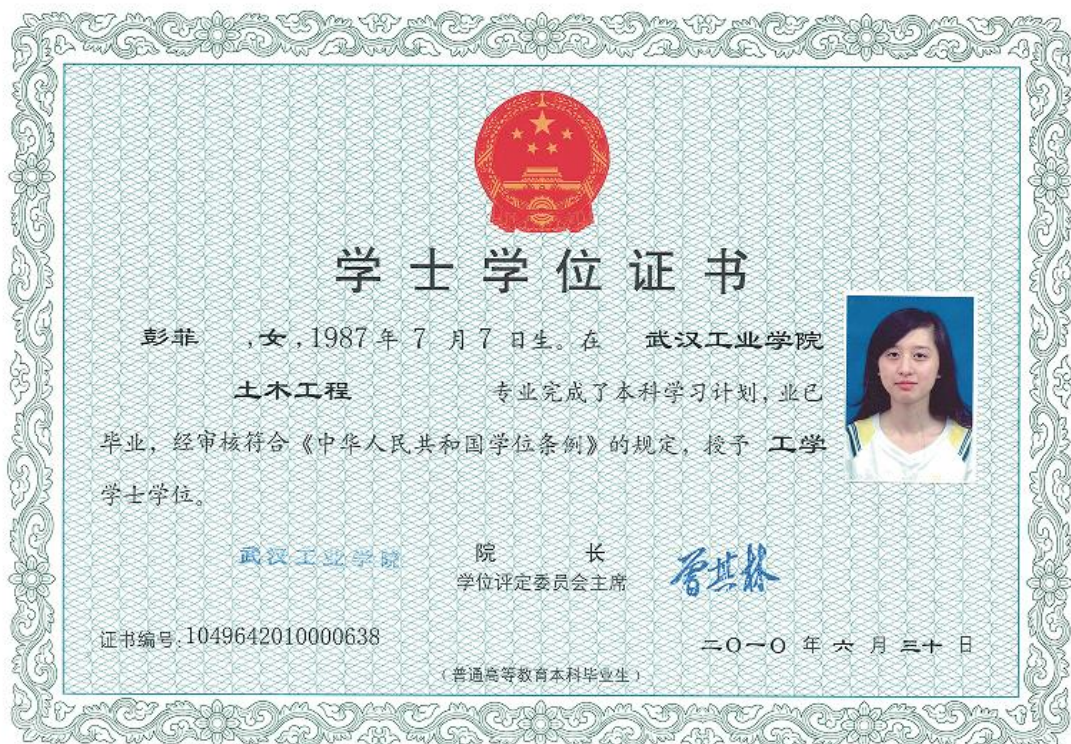 学士学位证书
彭菲 ,女,1987年 7 月7 日生。在 武汉工业学院
土木工程 专业完成了本科学习计划,业已
毕业,经审核符合《中华人民共和国学位条例》的规定,授予 工学
学士学位。
武汉工业学院 院 长
学位评定委员会主席
证书编号:1049642010000638
二〇一〇 年 六 月 三十 日
(普通高等教育本科毕业生)